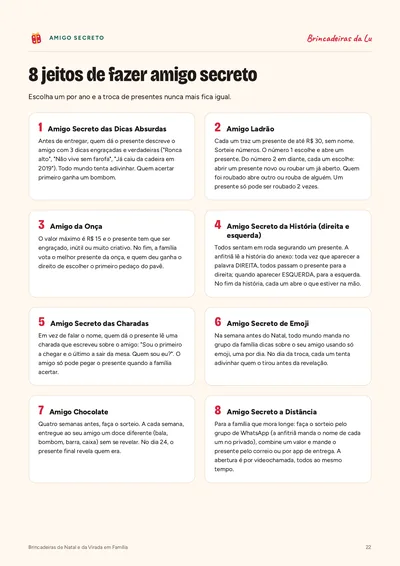 AMIGO SECRETO
Brincadeiras da Lu
8 jeitos de fazer amigo secreto
Escolha um por ano e a troca de presentes nunca mais fica igual.
1 Amigo Secreto das Dicas Absurdas
Antes de entregar, quem dá o presente descreve o
amigo com 3 dicas engraçadas e verdadeiras ("Ronca
alto", "Não vive sem farofa", "Já caiu da cadeira em
2019"). Todo mundo tenta adivinhar. Quem acertar
primeiro ganha um bombom.
2 Amigo Ladrão
Cada um traz um presente de até R$ 30, sem nome.
Sorteie números. O número 1 escolhe e abre um
presente. Do número 2 em diante, cada um escolhe:
abrir um presente novo ou roubar um já aberto. Quem
foi roubado abre outro ou rouba de alguém. Um
presente só pode ser roubado 2 vezes.
3 Amigo da Onça
O valor máximo é R$ 15 e o presente tem que ser
engraçado, inútil ou muito criativo. No fim, a família
vota o melhor presente da onça, e quem deu ganha o
direito de escolher o primeiro pedaço do pavê.
4 Amigo Secreto da História (direita e
esquerda)
Todos sentam em roda segurando um presente. A
anfitriã lê a história do anexo: toda vez que aparecer a
palavra DIREITA, todos passam o presente para a
direita; quando aparecer ESQUERDA, para a esquerda.
No fim da história, cada um abre o que estiver na mão.
5 Amigo Secreto das Charadas
Em vez de falar o nome, quem dá o presente lê uma
charada que escreveu sobre o amigo: "Sou o primeiro
a chegar e o último a sair da mesa. Quem sou eu?". O
amigo só pode pegar o presente quando a família
acertar.
6 Amigo Secreto de Emoji
Na semana antes do Natal, todo mundo manda no
grupo da família dicas sobre o seu amigo usando só
emoji, uma por dia. No dia da troca, cada um tenta
adivinhar quem o tirou antes da revelação.
7 Amigo Chocolate
Quatro semanas antes, faça o sorteio. A cada semana,
entregue ao seu amigo um doce diferente (bala,
bombom, barra, caixa) sem se revelar. No dia 24, o
presente final revela quem era.
8 Amigo Secreto a Distância
Para a família que mora longe: faça o sorteio pelo
grupo de WhatsApp (a anfitriã manda o nome de cada
um no privado), combine um valor e mande o
presente pelo correio ou por app de entrega. A
abertura é por videochamada, todos ao mesmo
tempo.
Brincadeiras de Natal e da Virada em Família
22